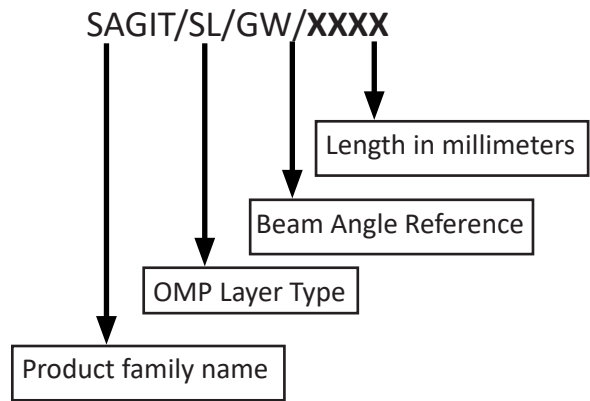 SAGIT/SL/GW/XXXX
Length in millimeters
Beam Angle Reference
OMP Layer Type
Product family name